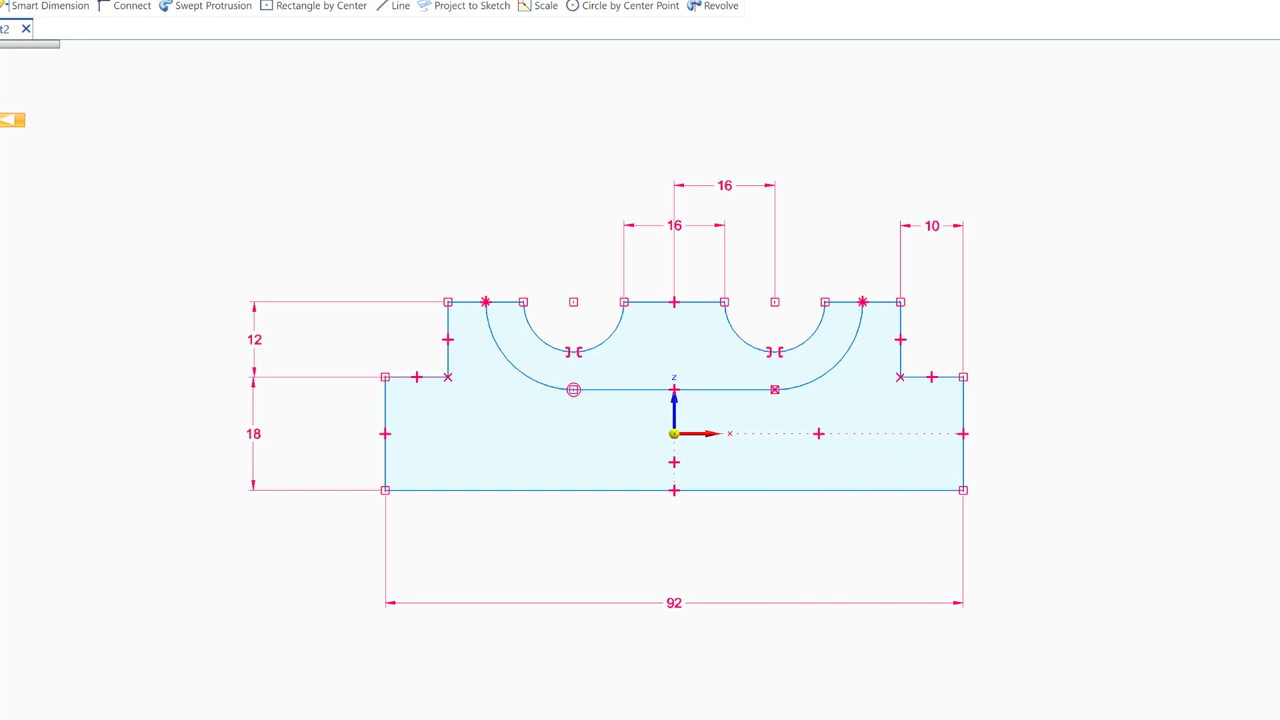 Smart Dimension Connect Swept Protrusion Rectangle by Center Line Project to Sketch Scale Circle by Center Point Revolve
t2
16
16 10
12
z
18 x
92